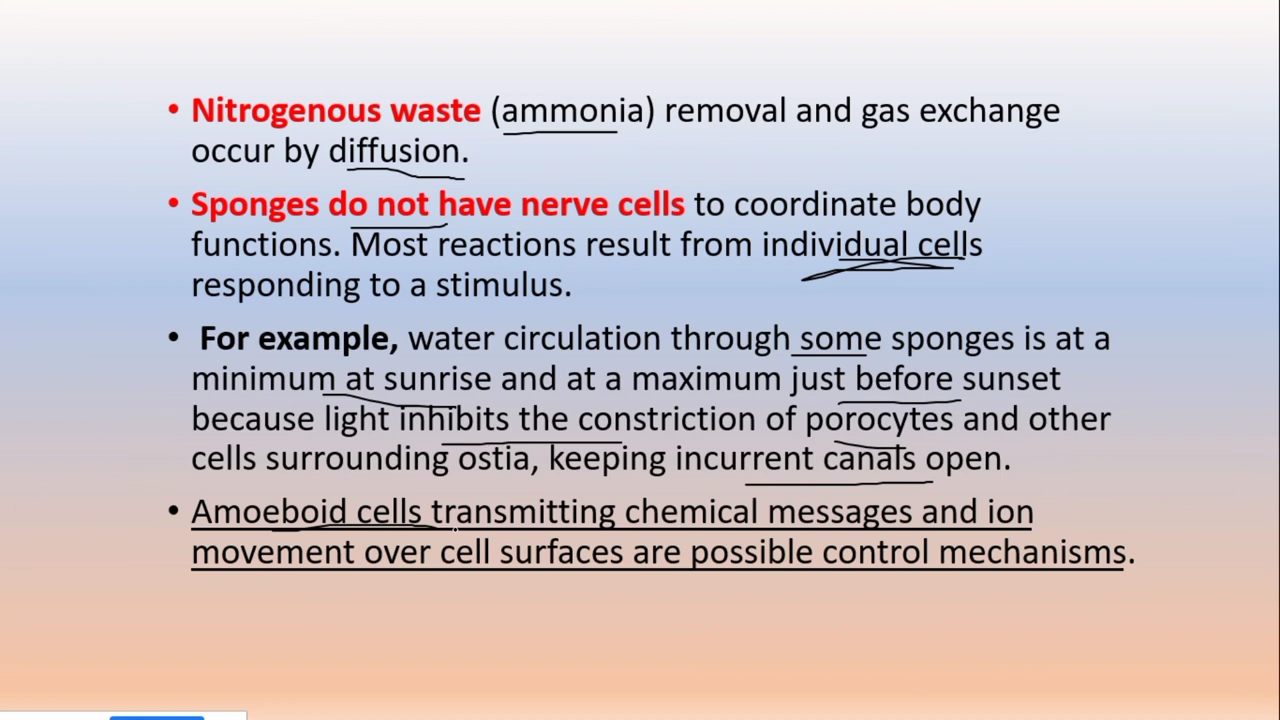 • Nitrogenous waste (ammonia) removal and gas exchange
occur by diffusion.
• Sponges do not have nerve cells to coordinate body
functions. Most reactions result from individual cells
responding to a stimulus.
• For example, water circulation through some sponges is at a
minimum at sunrise and at a maximum just before sunset
because light inhibits the constriction of porocytes and other
cells surrounding ostia, keeping incurrent canals open.
• Amoeboid cells transmitting chemical messages and ion
movement over cell surfaces are possible control mechanisms.